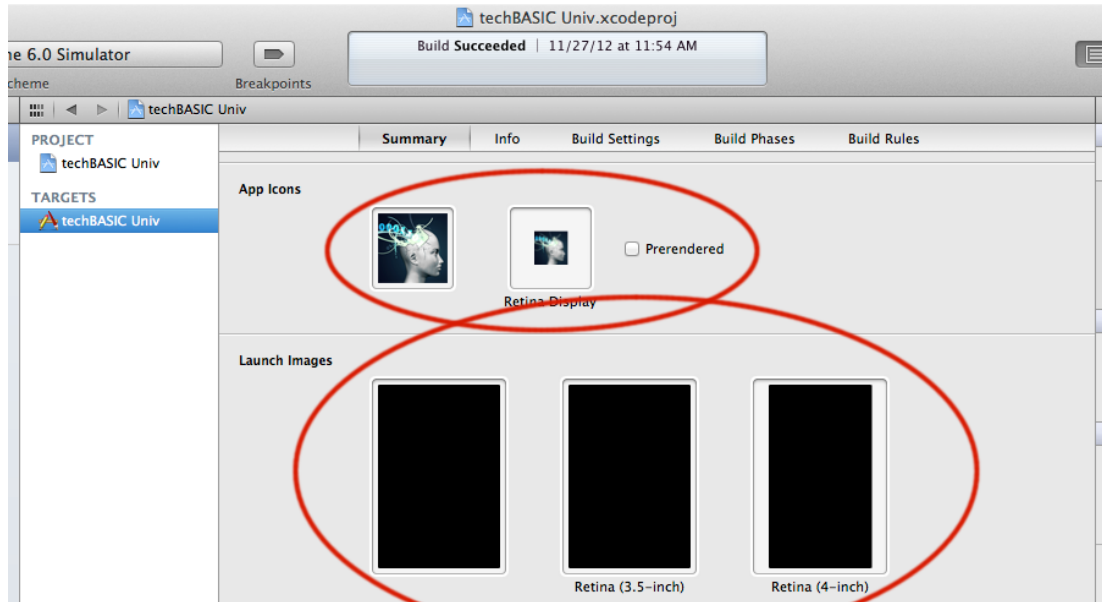 techBASIC Univ.xcodeproj
ne 6.0 Simulator
Build Succeeded | 11/27/12 at 11:54 AM
cheme
Breakpoints
techBASIC Univ
PROJECT
techBASIC Univ
TARGETS
techBASIC Univ
Summary Info Build Settings Build Phases Build Rules
App Icons
Prerendered
Retina Display
Launch Images
Retina (3.5-inch)
Retina (4-inch)